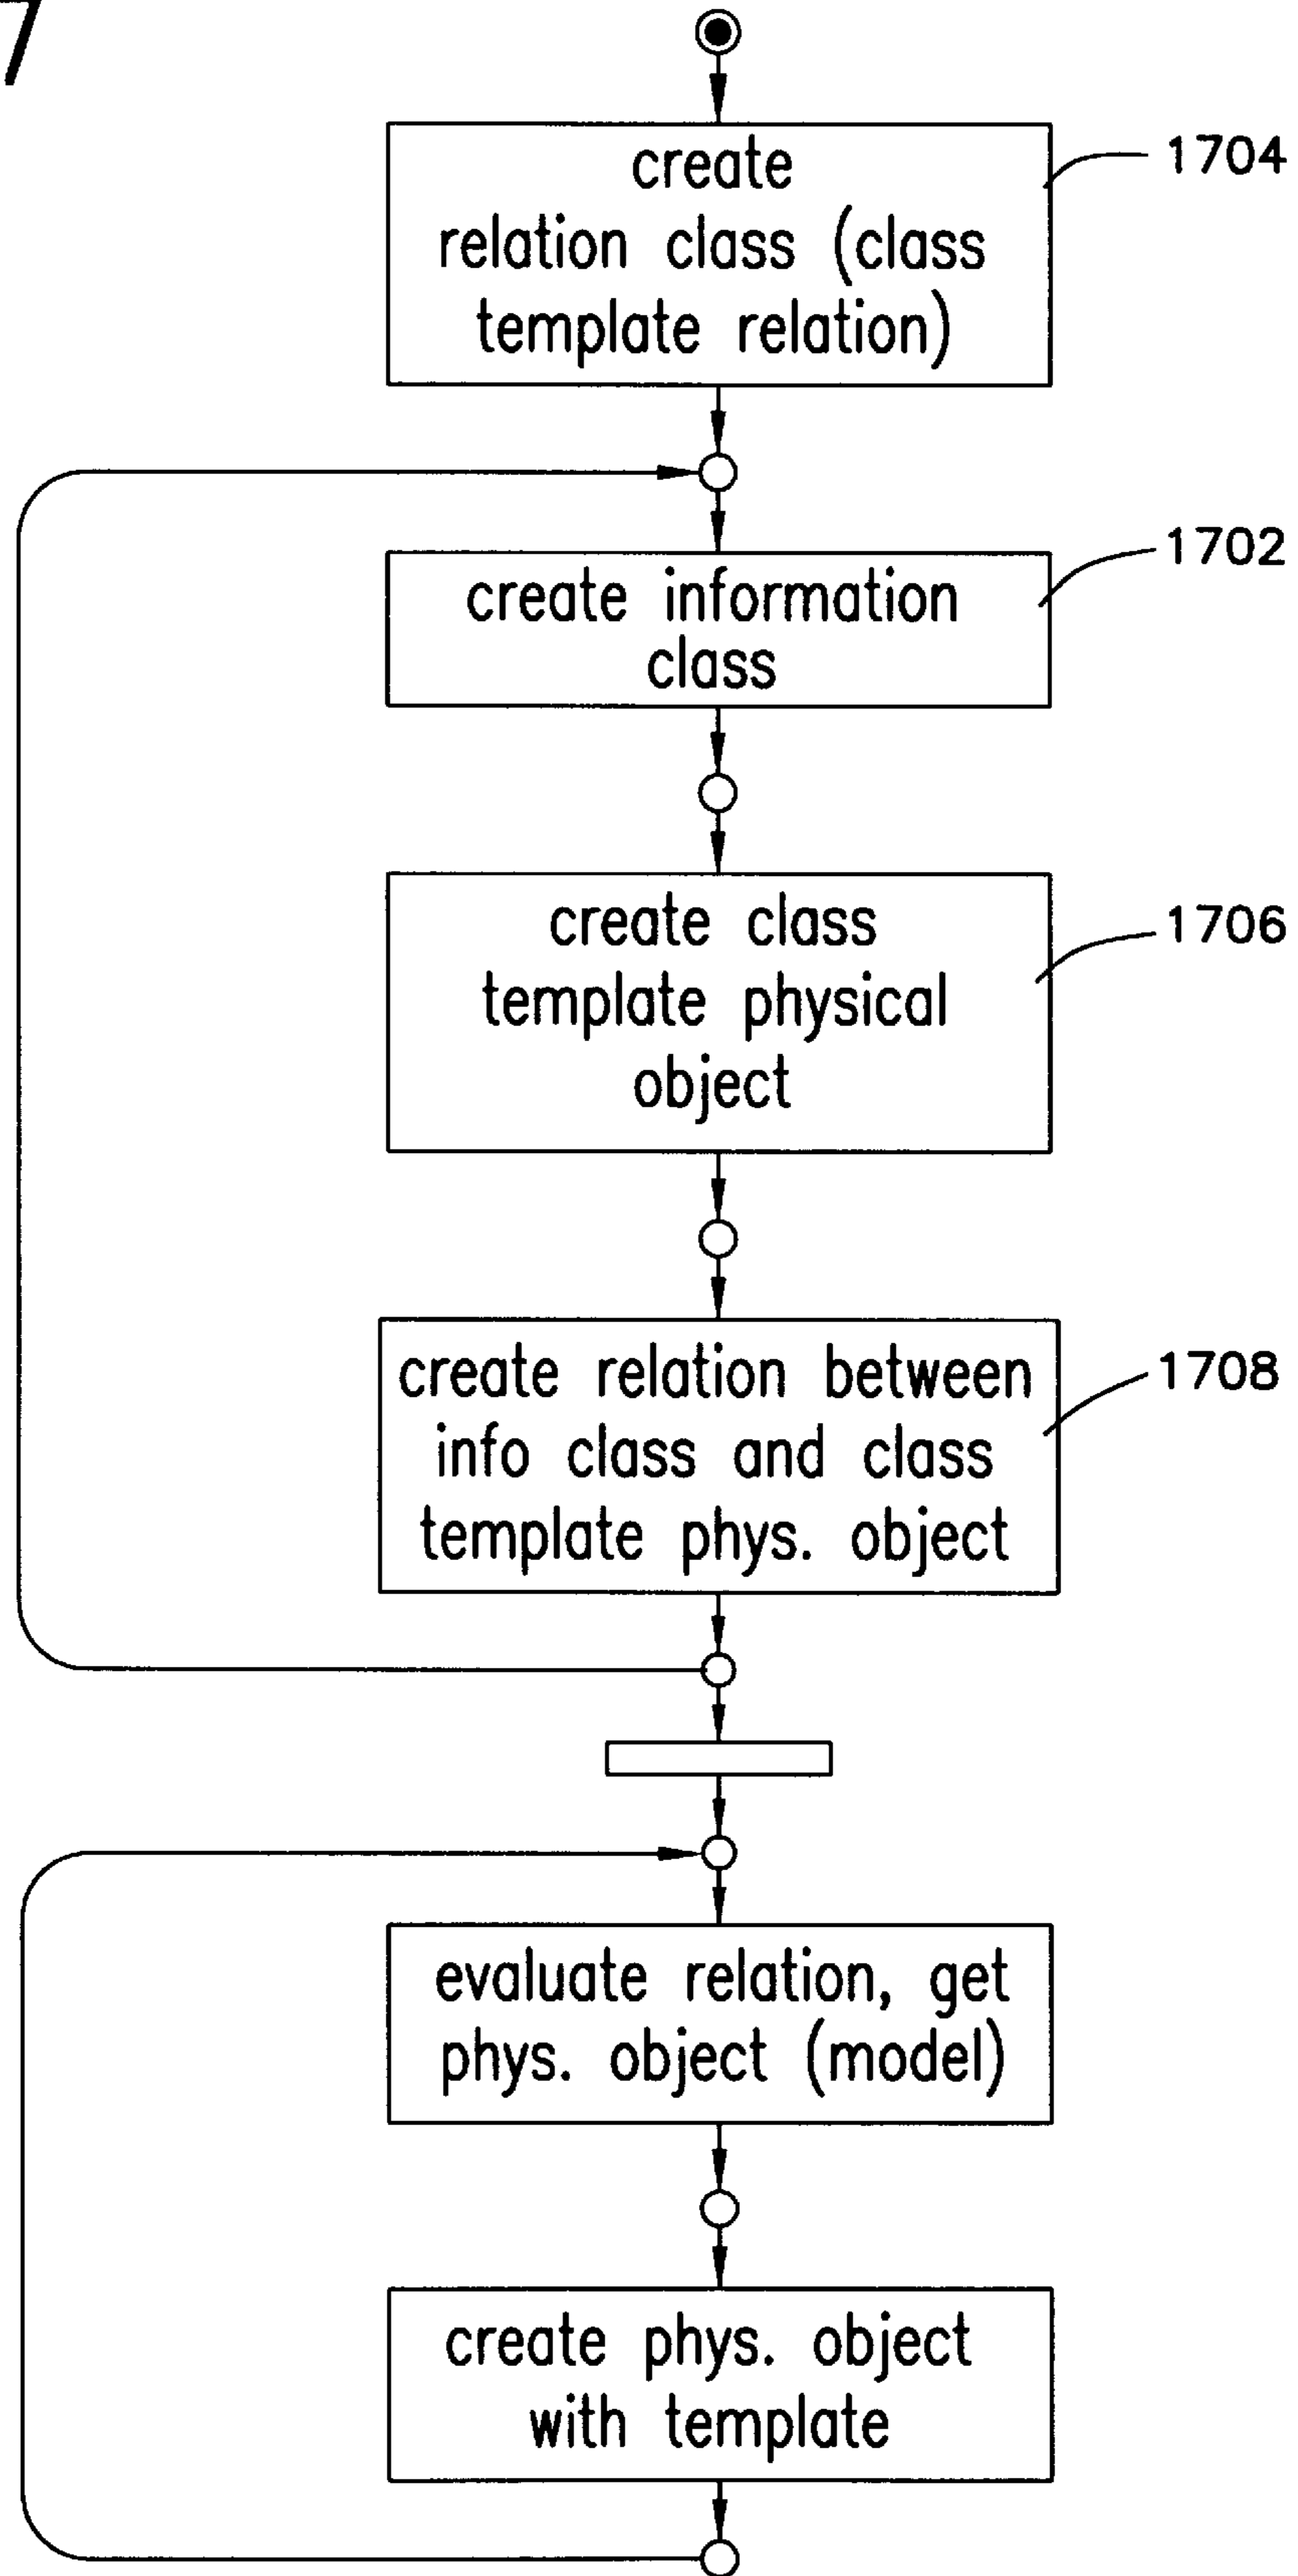 7
create
relation class (class
template relation)
1704
create information
class
1702
create class
template physical
object
1706
create relation between
info class and class
template phys. object
1708
evaluate relation, get
phys. object (model)
create phys. object
with template